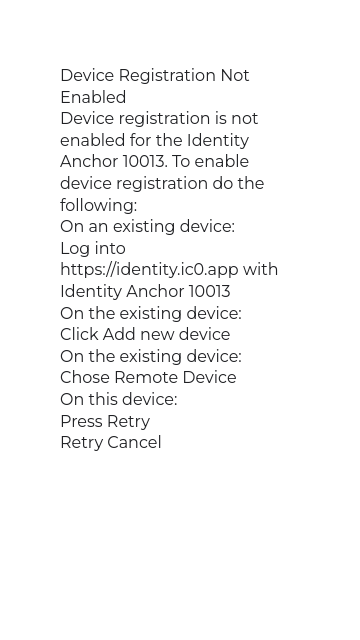 Device Registration Not
Enabled
Device registration is not
enabled for the Identity
Anchor 10013. To enable
device registration do the
following:
On an existing device:
Log into
https://identity.ic0.app with
Identity Anchor 10013
On the existing device:
Click Add new device
On the existing device:
Chose Remote Device
On this device:
Press Retry
Retry Cancel